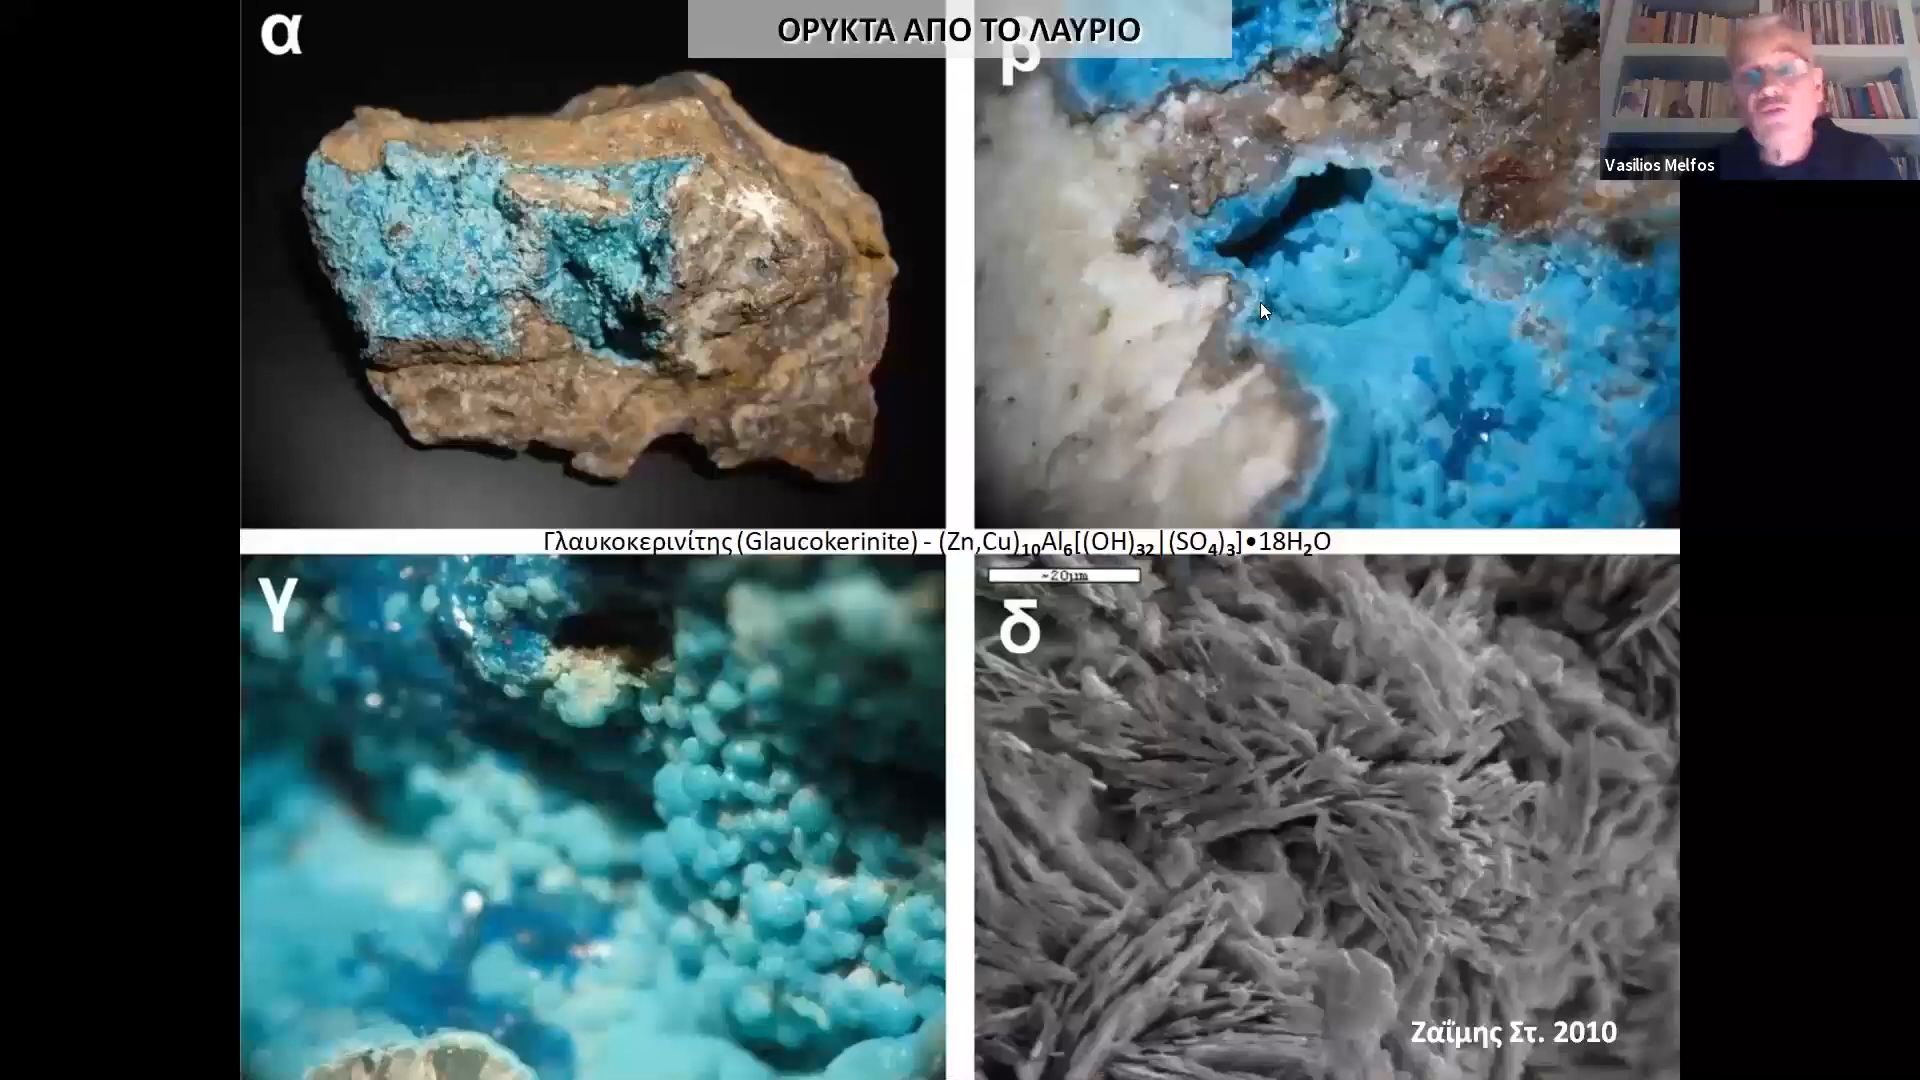 α
ΟΡΥΚΤΑ ΑΠΟ ΤΟ ΛΑΥΡΙΟ
β
Vasilios Melfos
Γλαυκοκερινίτης (Glaucokerinite) - (Zn,Cu)₁₀Al₆[(OH)₃₂|(SO₄)₃]•18H₂O
γ
~20µm
δ
Ζαΐμης Στ. 2010